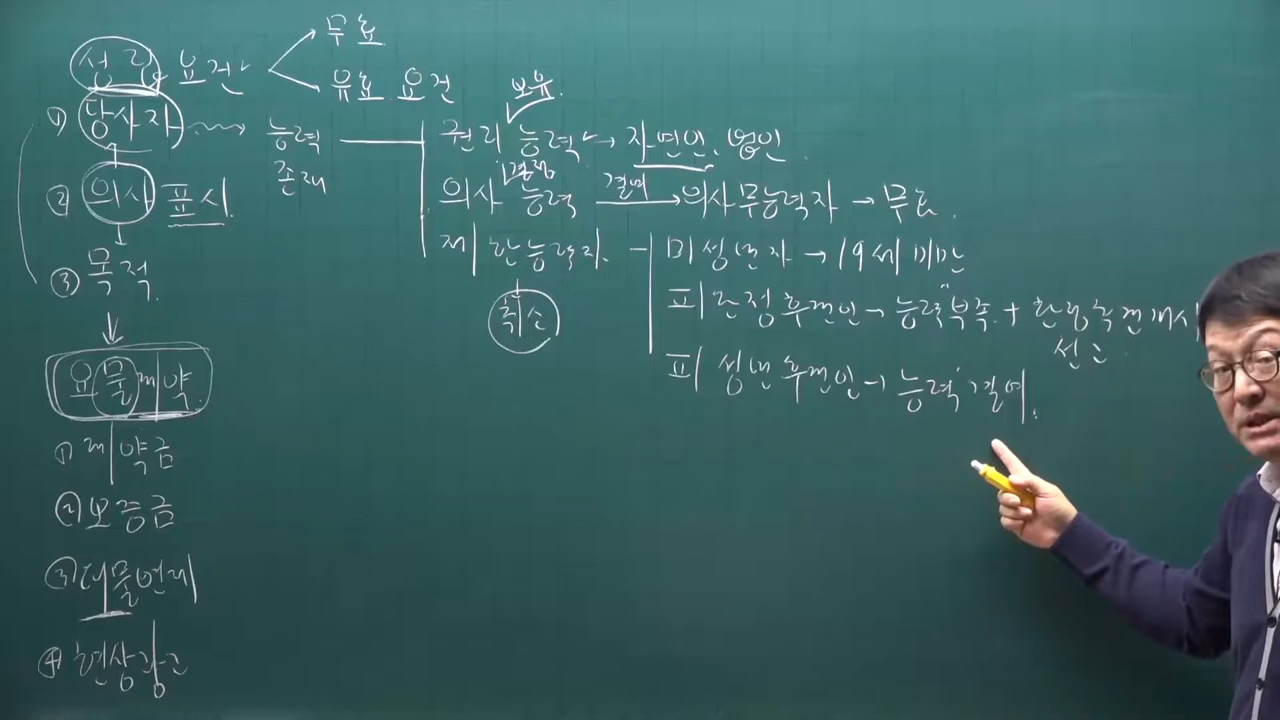 성립 요건
무효
유효 요건
① 당사자
② 의사표시
③ 목적
요물계약
① 계약금
② 보증금
③ 대물변제
④ 현상광고
능력
존재
보유
권리능력 → 자연인, 법인
의사능력 결여 → 의사무능력자 → 무효
제한능력자
취소
미성년자 → 19세 미만
피한정후견인 → 능력"부족 + 한정후견개시
선고
피성년후견인 → 능력" 결여